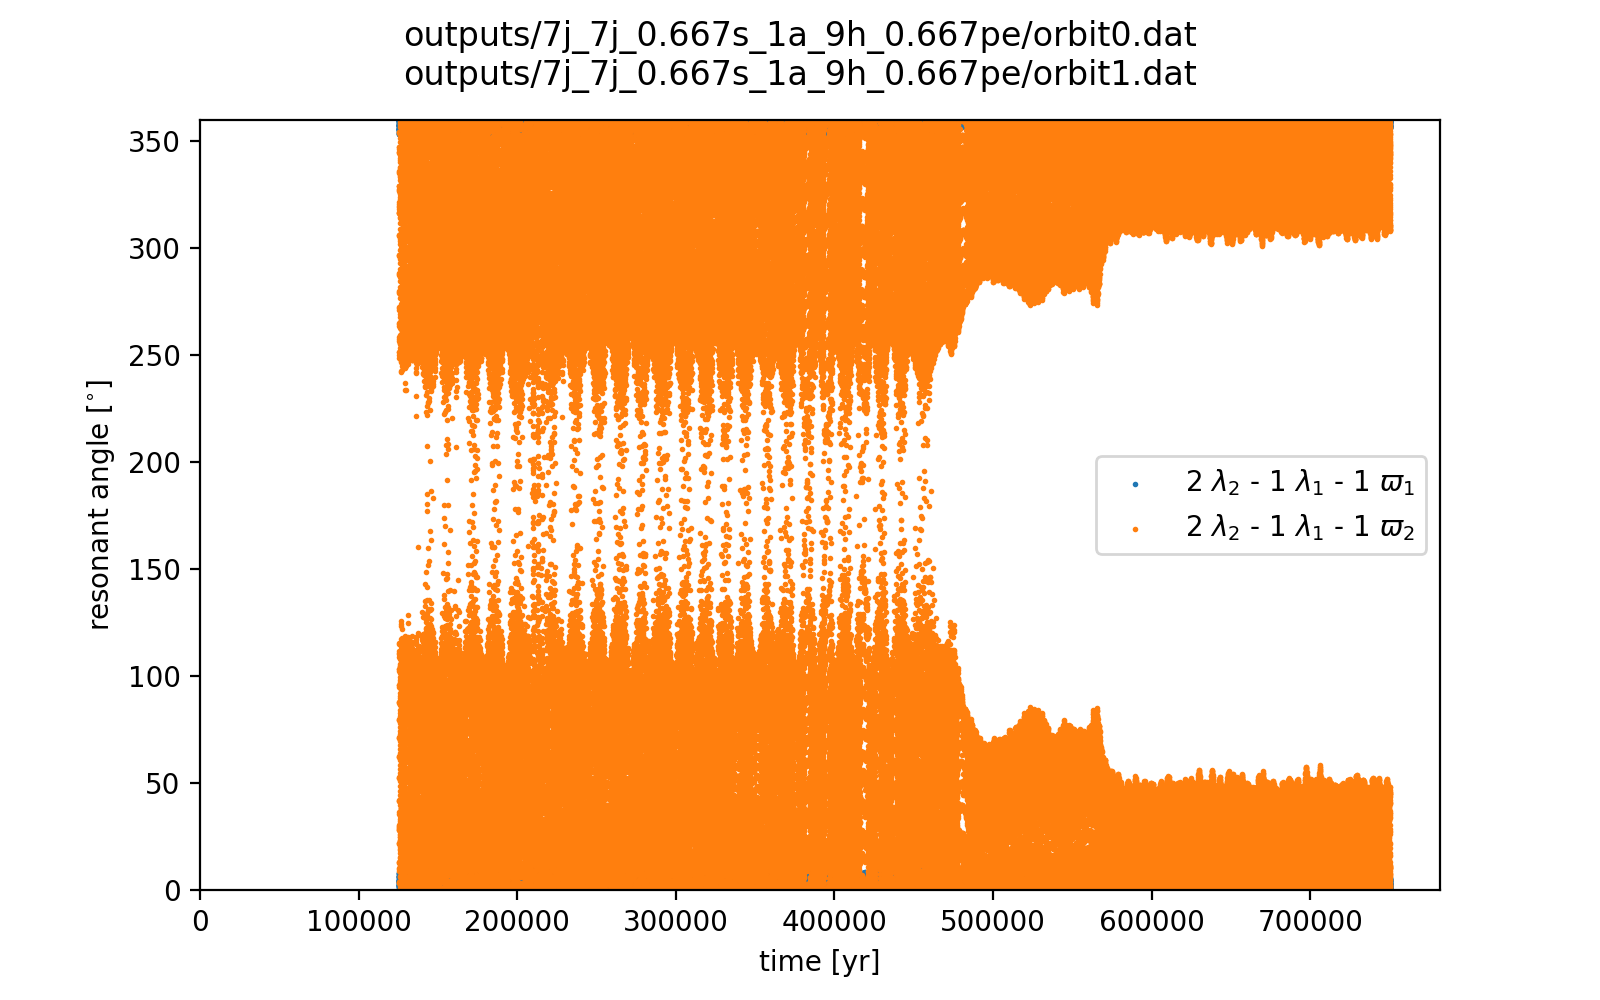 outputs/7j_7j_0.667s_1a_9h_0.667pe/orbit0.dat
outputs/7j_7j_0.667s_1a_9h_0.667pe/orbit1.dat
350
300
250
200
150
100
50
0
resonant angle [°]
2 λ₂ - 1 λ₁ - 1 ϖ₁
2 λ₂ - 1 λ₁ - 1 ϖ₂
0 100000 200000 300000 400000 500000 600000 700000
time [yr]